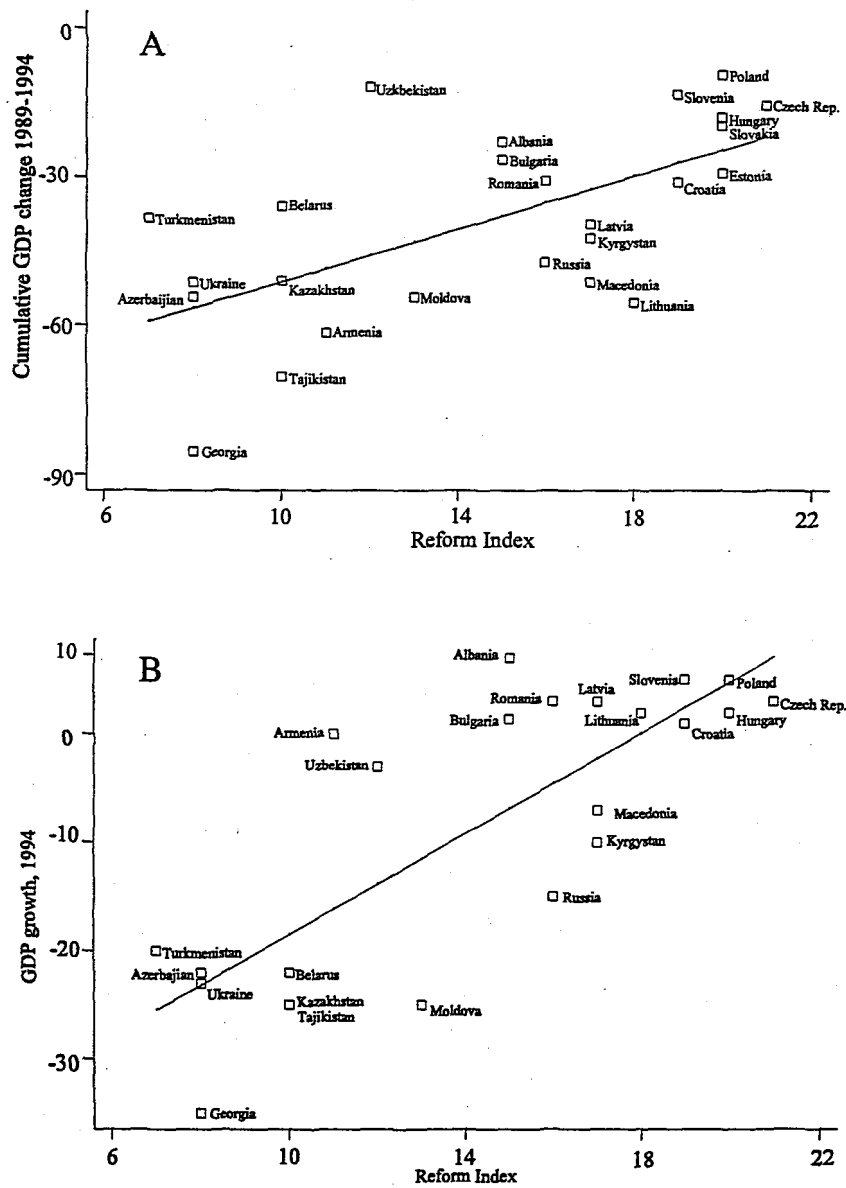 A
0
-30
-60
-90
Cumulative GDP change 1989-1994
Poland
Uzkbekistan
Slovenia
Czech Rep.
Hungary
Slovakia
Albania
Bulgaria
Romania
Estonia
Croatia
Turkmenistan
Belarus
Latvia
Kyrgystan
Russia
Ukraine
Azerbaijian
Kazakhstan
Moldova
Macedonia
Lithuania
Armenia
Tajikistan
Georgia
6 10 14 18 22
Reform Index
B
10
0
-10
-20
-30
GDP growth, 1994
Albania
Slovenia
Poland
Romania
Latvia
Czech Rep.
Bulgaria
Lithuania
Hungary
Croatia
Armenia
Uzbekistan
Macedonia
Kyrgystan
Russia
Turkmenistan
Azerbajian
Belarus
Ukraine
Kazakhstan
Tajikistan
Moldova
Georgia
6 10 14 18 22
Reform Index